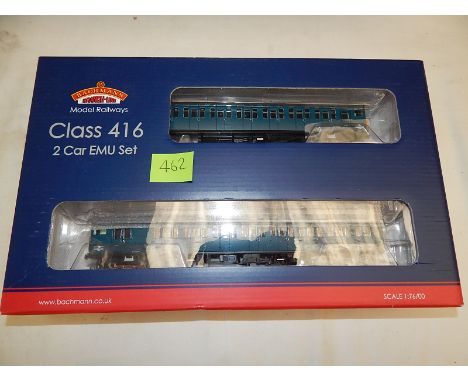 BACHMANN
BRANCH-LINE
Model Railways
Class 416
2 Car EMU Set
462
www.bachmann.co.uk
SCALE 1:76/00